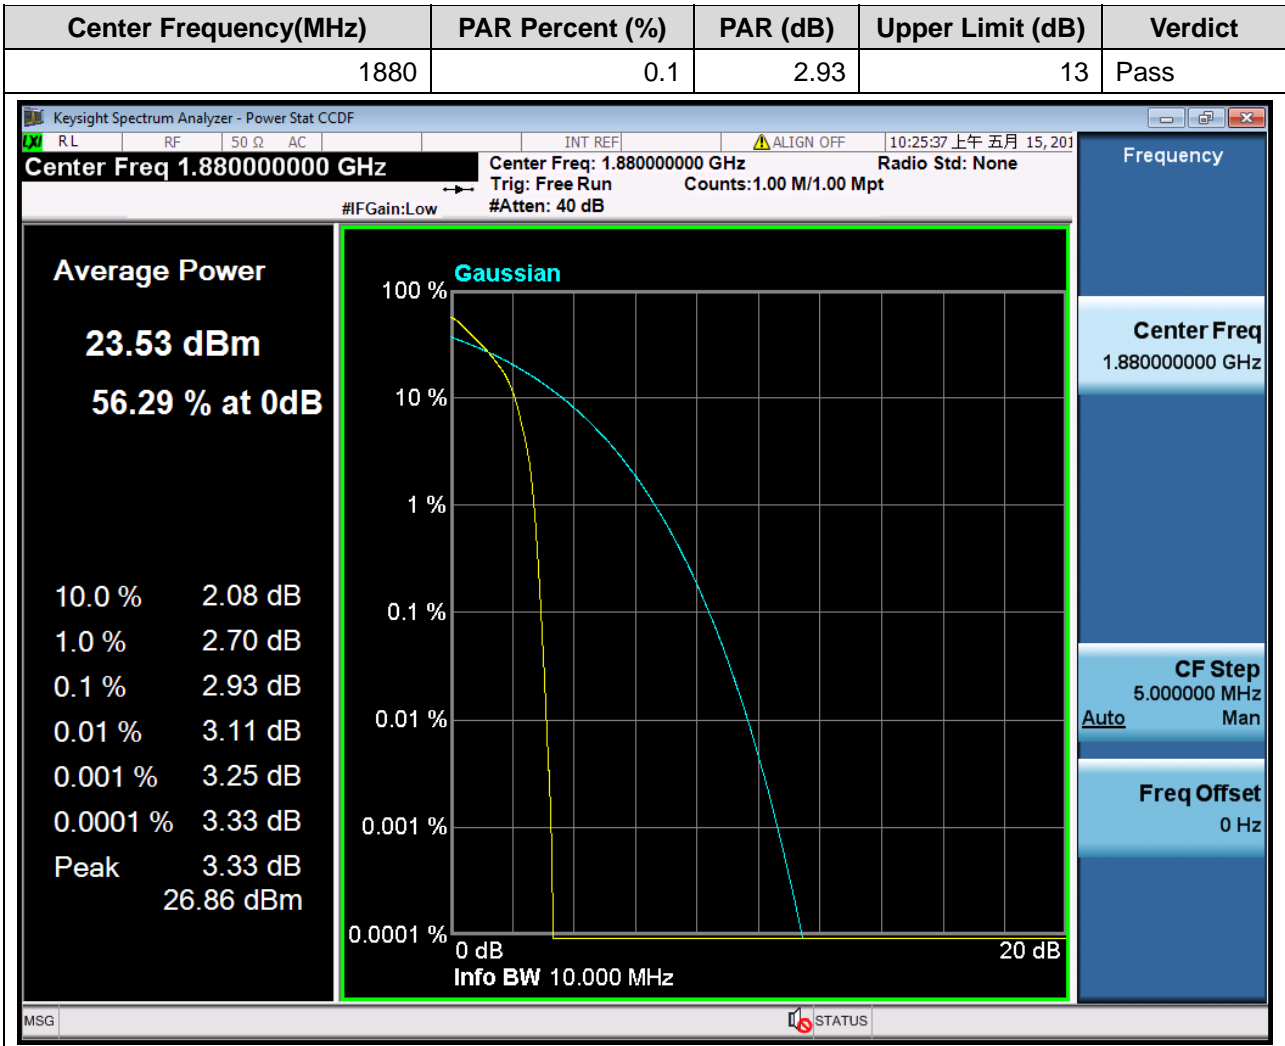 Center Frequency(MHz) PAR Percent (%) PAR (dB) Upper Limit (dB) Verdict
1880 0.1 2.93 13 Pass
Keysight Spectrum Analyzer - Power Stat CCDF
LXI RL RF 50 Ω AC INT REF ALIGN OFF 10:25:37 上午 五月 15, 201
Center Freq 1.880000000 GHz
Center Freq: 1.880000000 GHz Radio Std: None
Trig: Free Run Counts:1.00 M/1.00 Mpt
#IFGain:Low #Atten: 40 dB
Average Power
23.53 dBm
56.29 % at 0dB
10.0 % 2.08 dB
1.0 % 2.70 dB
0.1 % 2.93 dB
0.01 % 3.11 dB
0.001 % 3.25 dB
0.0001 % 3.33 dB
Peak 3.33 dB
26.86 dBm
Gaussian
100 %
10 %
1 %
0.1 %
0.01 %
0.001 %
0.0001 %
0 dB 20 dB
Info BW 10.000 MHz
Frequency
Center Freq
1.880000000 GHz
CF Step
5.000000 MHz
Auto Man
Freq Offset
0 Hz
MSG STATUS